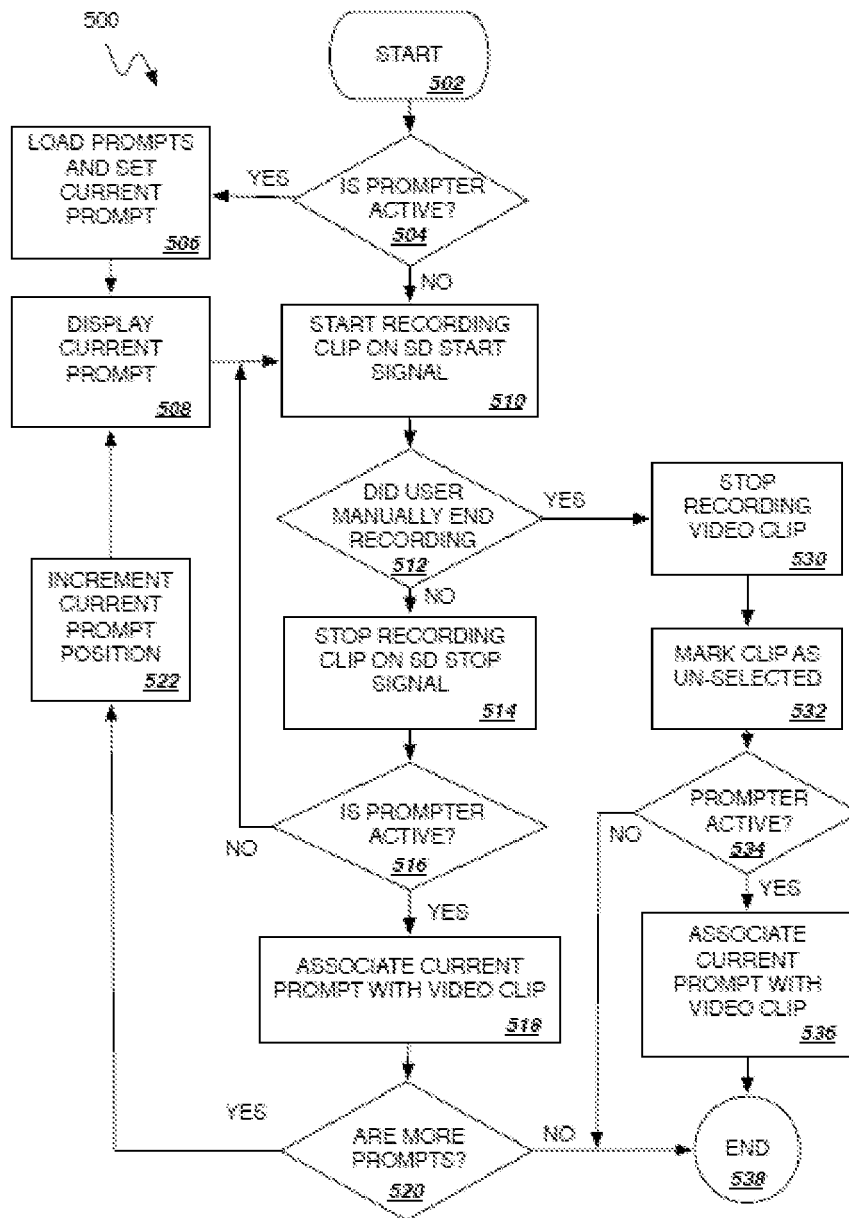 500
START
502
LOAD PROMPTS
AND SET
CURRENT
PROMPT
506
YES
IS PROMPTER
ACTIVE?
504
NO
DISPLAY
CURRENT
PROMPT
508
START RECORDING
CLIP ON SD START
SIGNAL
510
DID USER
MANUALLY END
RECORDING
512
YES
NO
STOP
RECORDING
VIDEO CLIP
530
INCREMENT
CURRENT
PROMPT
POSITION
522
STOP RECORDING
CLIP ON SD STOP
SIGNAL
514
MARK CLIP AS
UN-SELECTED
532
IS PROMPTER
ACTIVE?
516
NO
YES
PROMPTER
ACTIVE?
534
NO
YES
ASSOCIATE CURRENT
PROMPT WITH VIDEO CLIP
518
ASSOCIATE
CURRENT
PROMPT WITH
VIDEO CLIP
536
YES
ARE MORE
PROMPTS?
520
NO
END
538